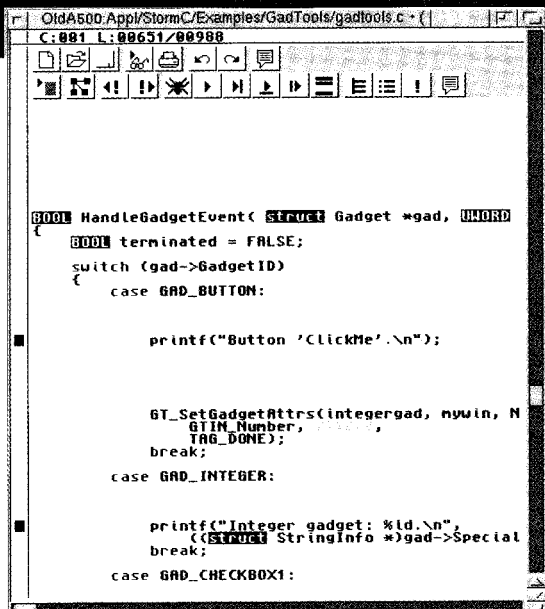 OldA500:Appl/StormC/Examples/GadTools/gadtools.c * (
C:001 L:00651/00988
BOOL HandleGadgetEvent( struct Gadget *gad, UWORD
{
BOOL terminated = FALSE;
switch (gad->GadgetID)
{
case GAD_BUTTON:
printf("Button 'ClickMe'.\n");
GT_SetGadgetAttrs(integergad, mywin, N
GTIN_Number, ,
TAG_DONE);
break;
case GAD_INTEGER:
printf("Integer gadget: %ld.\n",
((struct StringInfo *)gad->Special
break;
case GAD_CHECKBOX1: